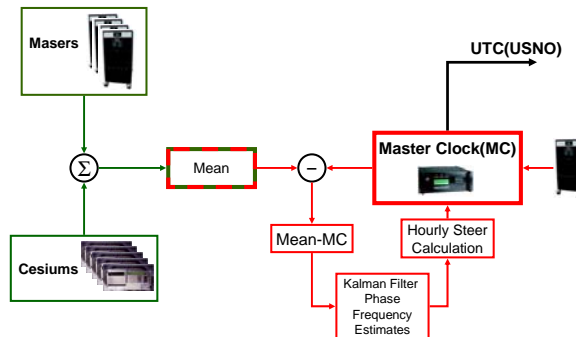 Masers
UTC(USNO)
Master Clock(MC)
Σ
Mean
−
Mean-MC
Hourly Steer
Calculation
Cesiums
Kalman Filter
Phase
Frequency
Estimates